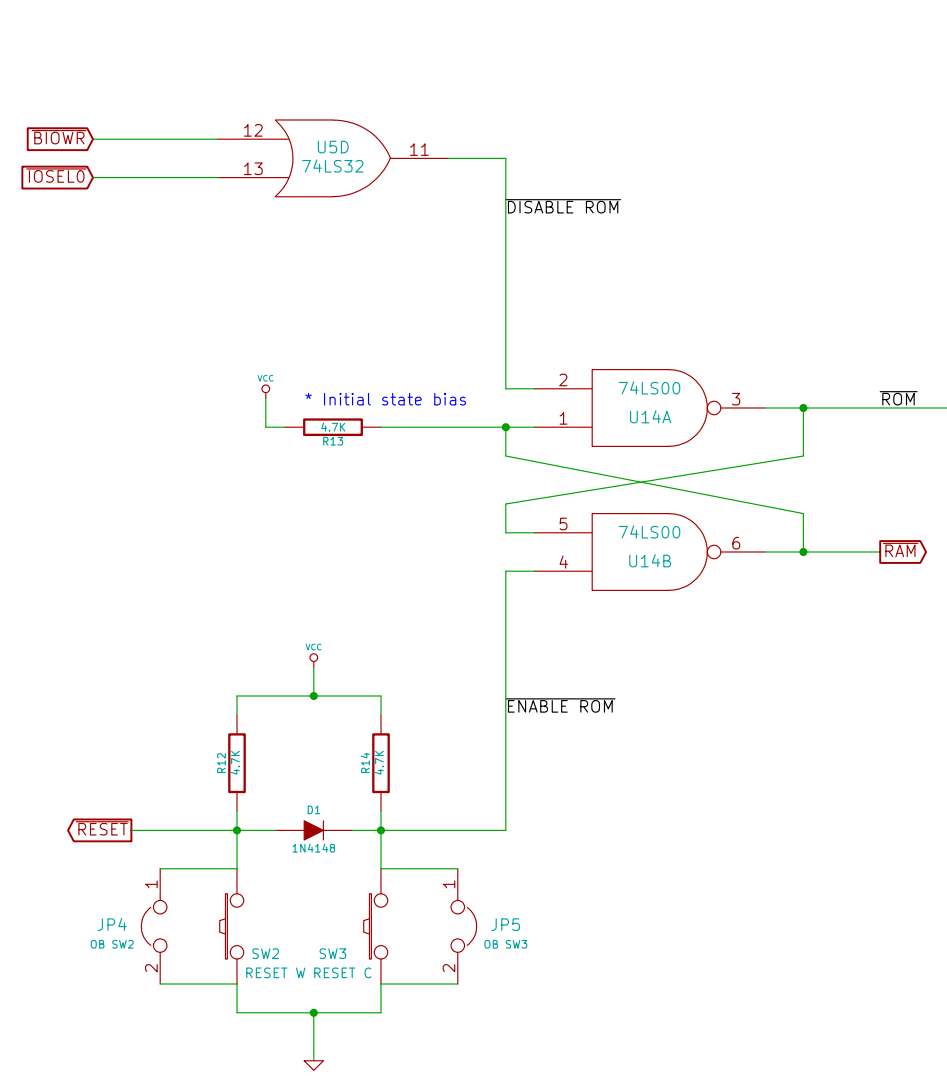 BIOWR
12
U5D
74LS32
11
IOSEL0
13
DISABLE ROM
VCC
* Initial state bias
4.7K
R13
2
1
74LS00
U14A
3
ROM
5
4
74LS00
U14B
6
RAM
VCC
ENABLE ROM
R12
4.7K
R14
4.7K
D1
1N4148
RESET
1
JP4
OB SW2
2
SW2
RESET W
SW3
RESET C
1
JP5
OB SW3
2